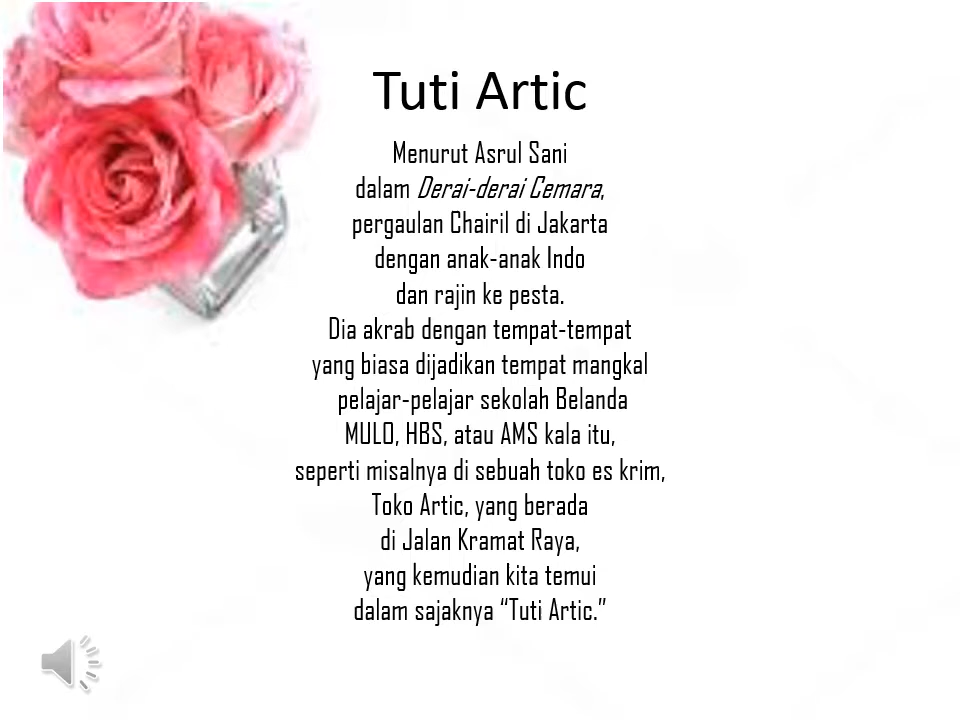 Tuti Artic
Menurut Asrul Sani
dalam Derai-derai Cemara,
pergaulan Chairil di Jakarta
dengan anak-anak Indo
dan rajin ke pesta.
Dia akrab dengan tempat-tempat
yang biasa dijadikan tempat mangkal
pelajar-pelajar sekolah Belanda
MULO, HBS, atau AMS kala itu,
seperti misalnya di sebuah toko es krim,
Toko Artic, yang berada
di Jalan Kramat Raya,
yang kemudian kita temui
dalam sajaknya “Tuti Artic.”